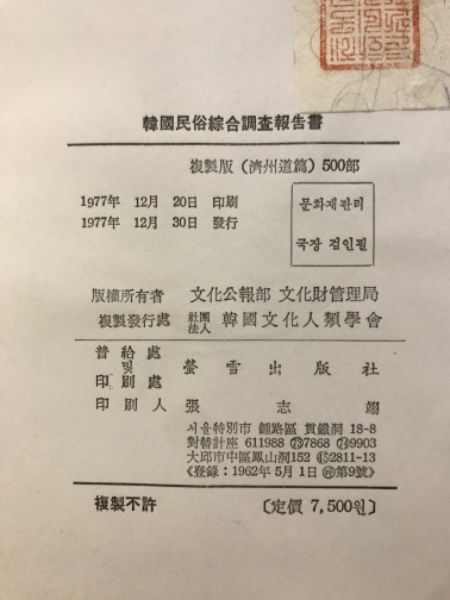 韓國民俗綜合調査報告書
複製版 (濟州道篇) 500部
1977年 12月 20日 印刷
1977年 12月 30日 發行
문화재관리
국장 검인필
版權所有者 文化公報部 文化財管理局
複製發行處 社團法人 韓國文化人類學會
普給處
및
印刷處
螢雪出版社
印刷人 張志翊
서울特別市 鍾路區 貫鐵洞 18-8
對替計座 611988 7868 9903
大邱市中區鳳山洞152 2811-13
《登錄:1962年5月1日 第9號》
複製不許 〔定價 7,500원〕